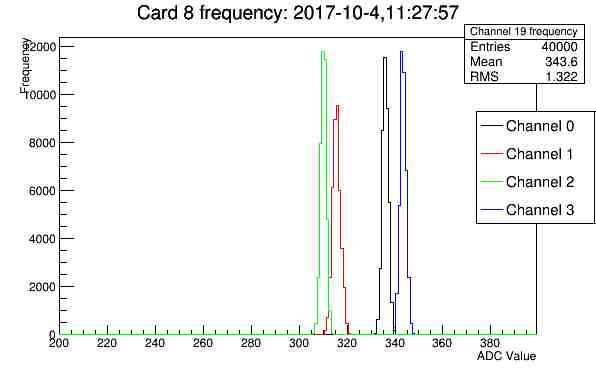 Card 8 frequency: 2017-10-4,11:27:57
Channel 19 frequency
Entries 40000
Mean 343.6
RMS 1.322
Frequency
12000
10000
8000
6000
4000
2000
0
Channel 0
Channel 1
Channel 2
Channel 3
200 220 240 260 280 300 320 340 360 380
ADC Value